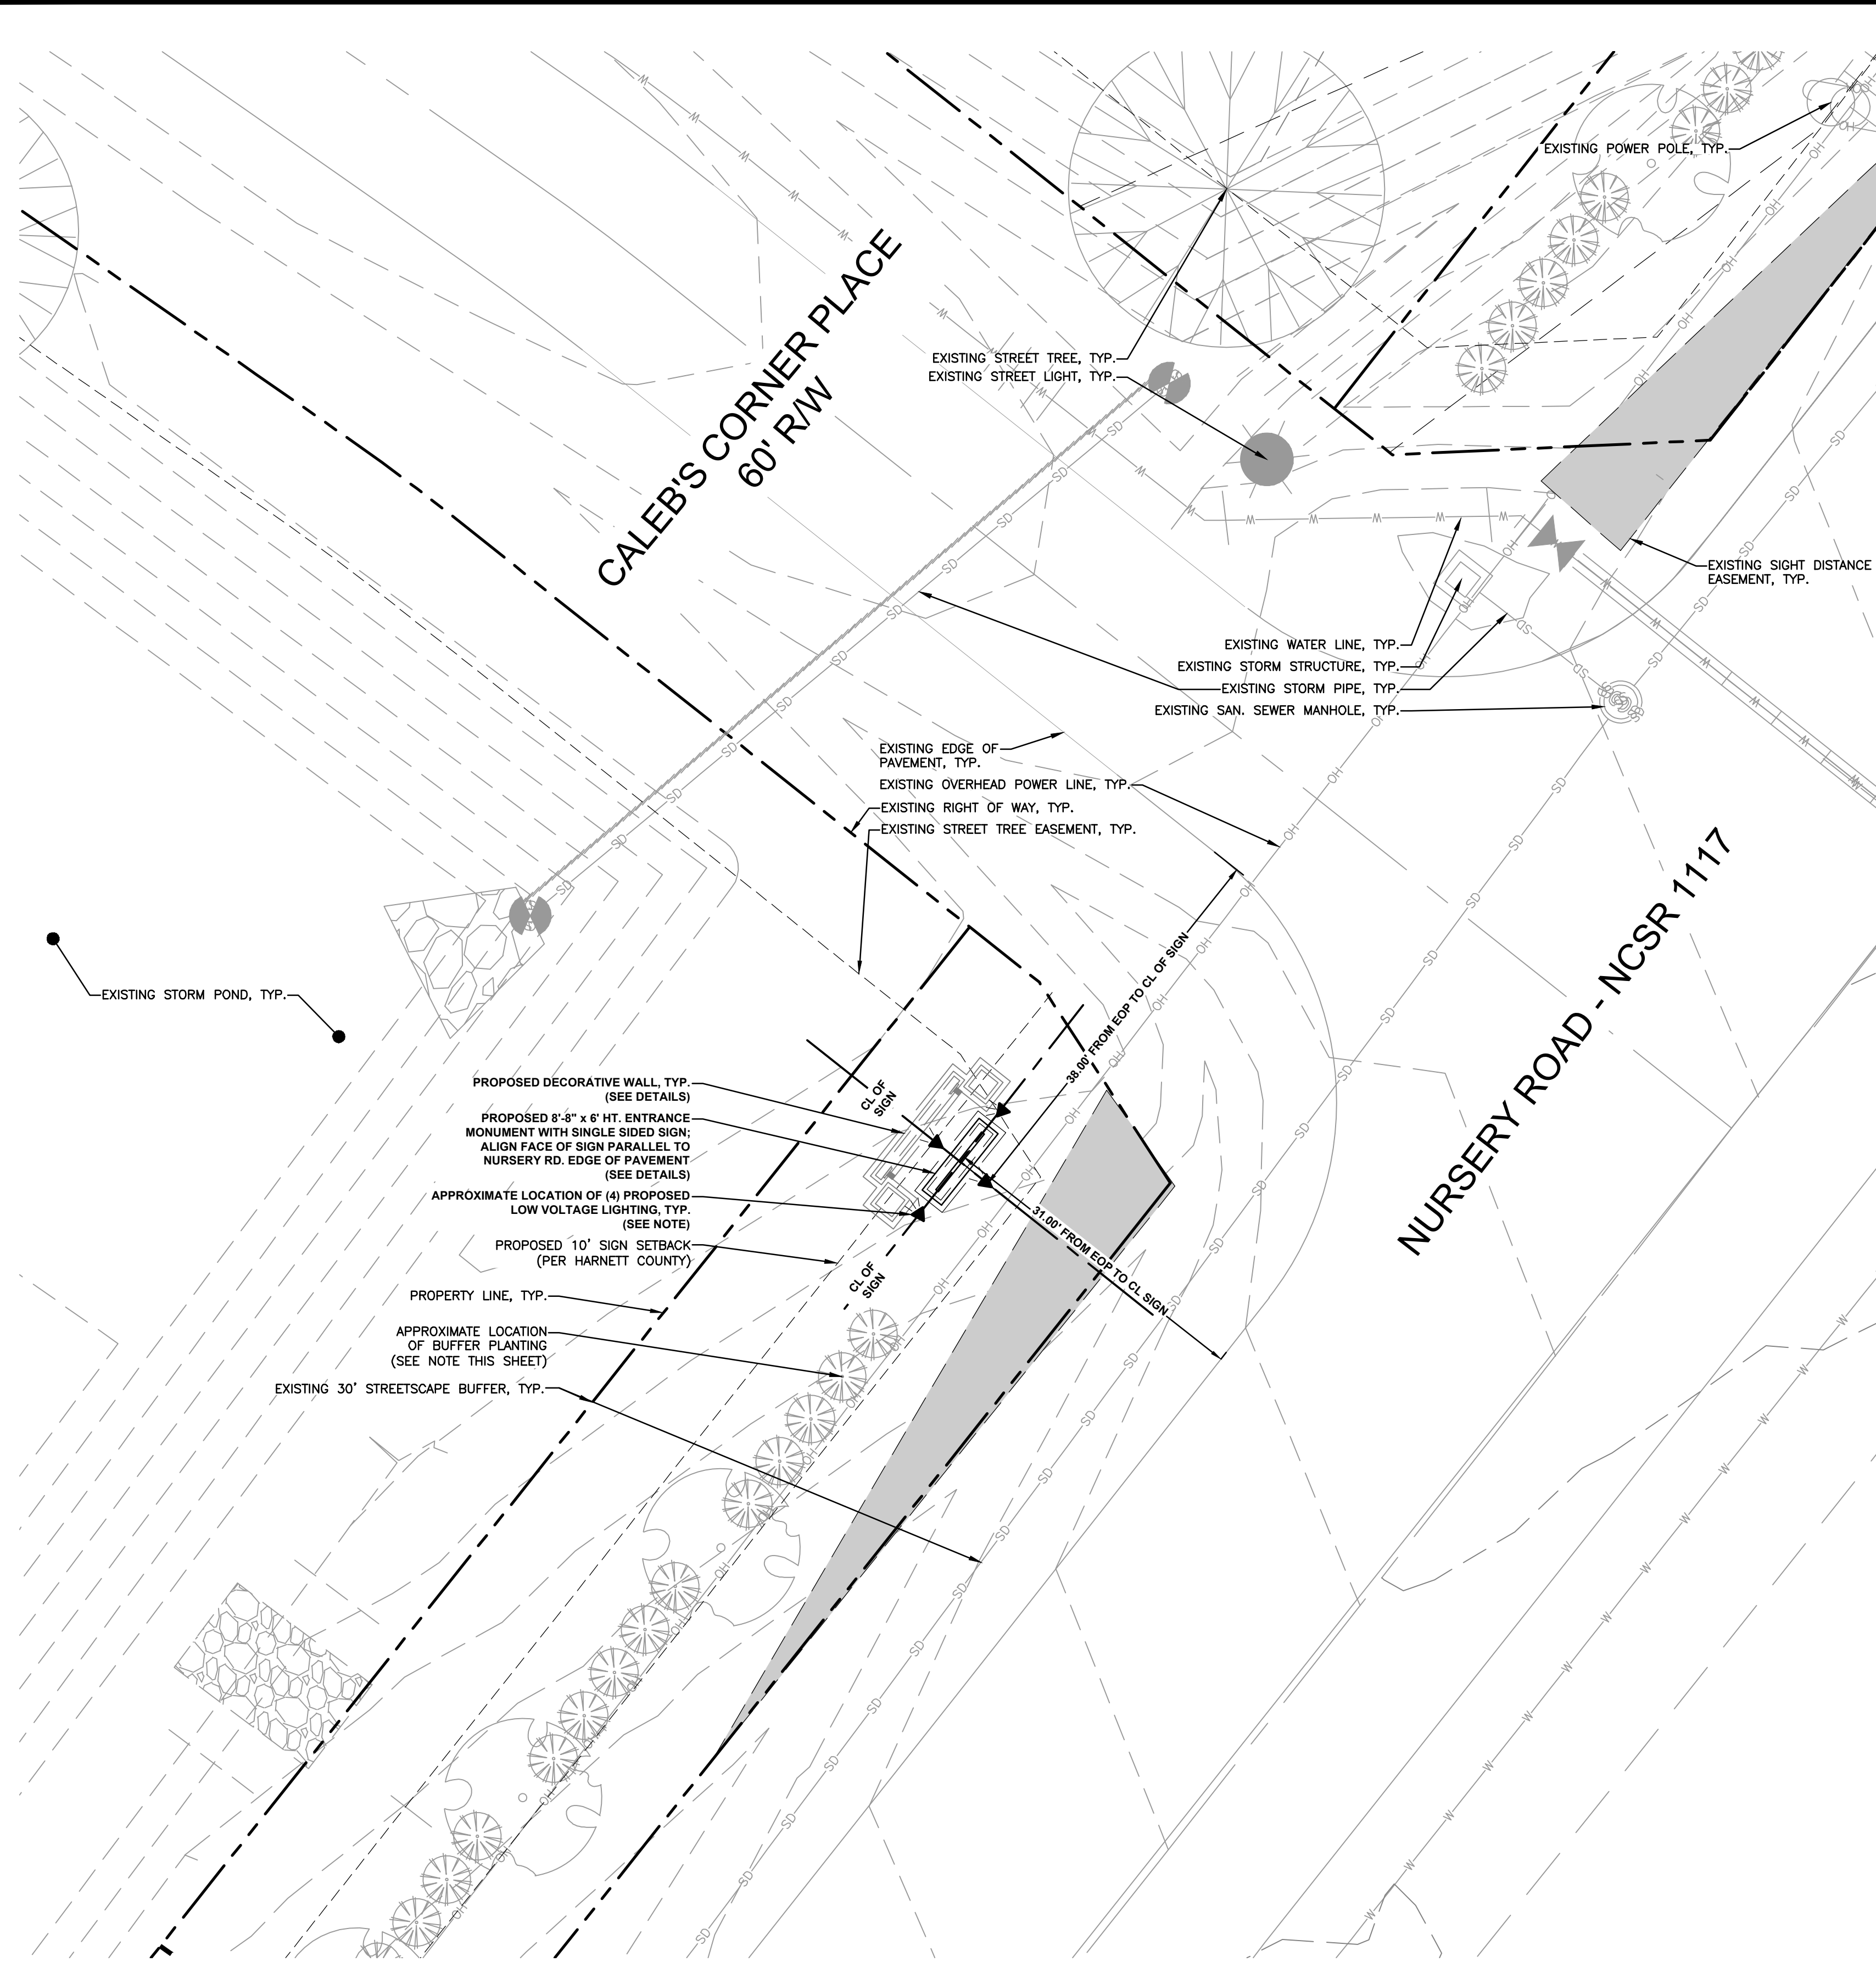 EXISTING POWER POLE, TYP.
CALEB'S CORNER PLACE
60' R/W
EXISTING STREET TREE, TYP.
EXISTING STREET LIGHT, TYP.
EXISTING SIGHT DISTANCE
EASEMENT, TYP.
EXISTING WATER LINE, TYP.
EXISTING STORM STRUCTURE, TYP.
EXISTING STORM PIPE, TYP.
EXISTING SAN. SEWER MANHOLE, TYP.
EXISTING EDGE OF
PAVEMENT, TYP.
EXISTING OVERHEAD POWER LINE, TYP.
EXISTING RIGHT OF WAY, TYP.
EXISTING STREET TREE EASEMENT, TYP.
NURSERY ROAD - NCSR 1117
EXISTING STORM POND, TYP.
38.00' FROM EOP TO CL OF SIGN
CL OF
SIGN
PROPOSED DECORATIVE WALL, TYP.
(SEE DETAILS)
PROPOSED 8'-8" x 6' HT. ENTRANCE
MONUMENT WITH SINGLE SIDED SIGN;
ALIGN FACE OF SIGN PARALLEL TO
NURSERY RD. EDGE OF PAVEMENT
(SEE DETAILS)
APPROXIMATE LOCATION OF (4) PROPOSED
LOW VOLTAGE LIGHTING, TYP.
(SEE NOTE)
31.00' FROM EOP TO CL SIGN
PROPOSED 10' SIGN SETBACK
(PER HARNETT COUNTY)
CL OF
SIGN
PROPERTY LINE, TYP.
APPROXIMATE LOCATION
OF BUFFER PLANTING
(SEE NOTE THIS SHEET)
EXISTING 30' STREETSCAPE BUFFER, TYP.